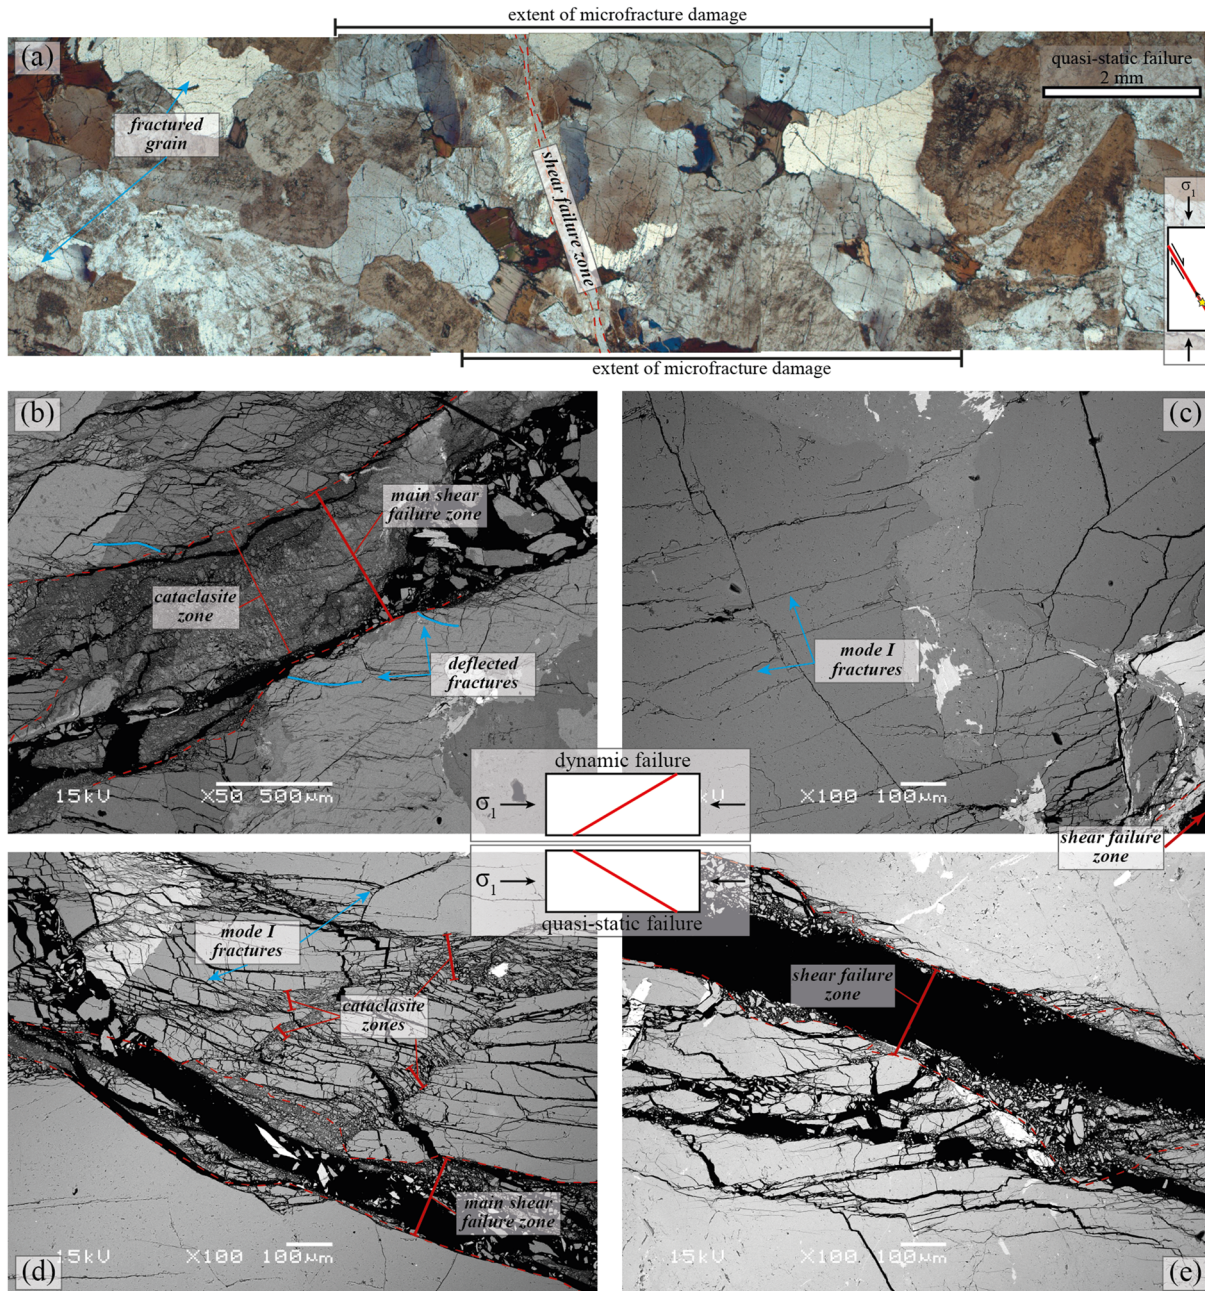 extent of microfracture damage
(a)
quasi-static failure
2 mm
fractured
grain
shear failure zone
σ1
extent of microfracture damage
(b)
main shear
failure zone
cataclasite
zone
deflected
fractures
15kV X50 500μm
(c)
mode I
fractures
X100 100μm
shear failure
zone
dynamic failure
σ1
σ1
quasi-static failure
mode I
fractures
cataclasite
zones
main shear
failure zone
15kV X100 100μm
(d)
shear failure
zone
15kV X100 100μm
(e)